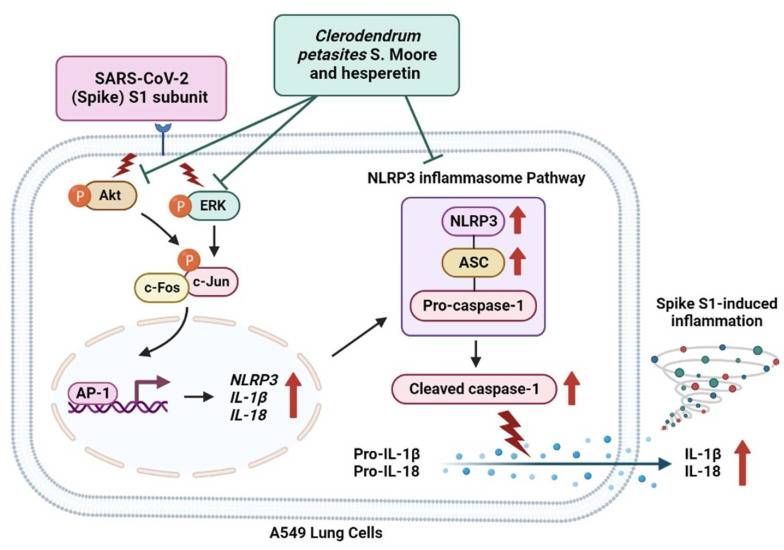 Clerodendrum
petasites S. Moore
and hesperetin
SARS-CoV-2
(Spike) S1 subunit
NLRP3 inflammasome Pathway
P
Akt
P
ERK
NLRP3
ASC
Pro-caspase-1
P
c-Fos
c-Jun
Spike S1-induced
inflammation
AP-1
NLRP3
IL-1β
IL-18
Cleaved caspase-1
Pro-IL-1β
Pro-IL-18
IL-1β
IL-18
A549 Lung Cells